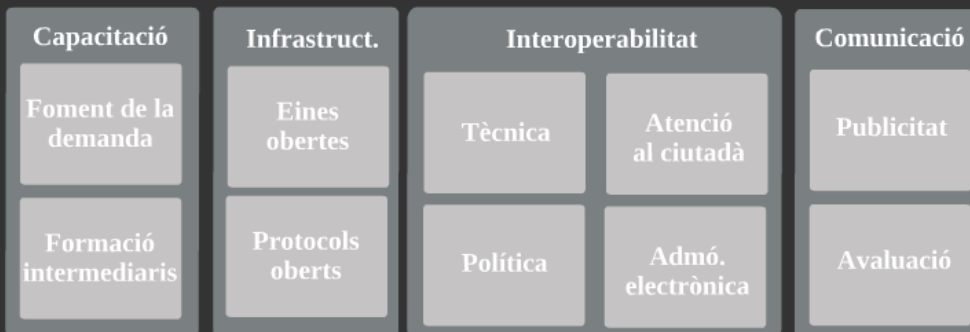 Capacitació
Foment de la
demanda
Formació
intermediaris
Infrastruct.
Eines
obertes
Protocols
oberts
Interoperabilitat
Tècnica
Atenció
al ciutadà
Política
Admó.
electrònica
Comunicació
Publicitat
Avaluació